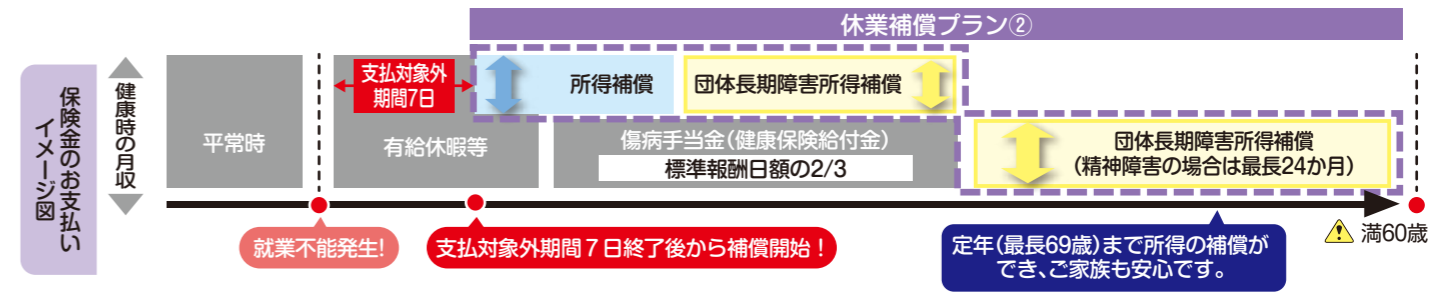 休業補償プラン②
保険金のお支払い
イメージ図
健康時の月収
平常時
支払対象外
期間7日
有給休暇等
所得補償
団体長期障害所得補償
傷病手当金(健康保険給付金)
標準報酬日額の2/3
団体長期障害所得補償
(精神障害の場合は最長24か月)
就業不能発生!
支払対象外期間7日終了後から補償開始!
定年(最長69歳)まで所得の補償が
でき、ご家族も安心です。
満60歳